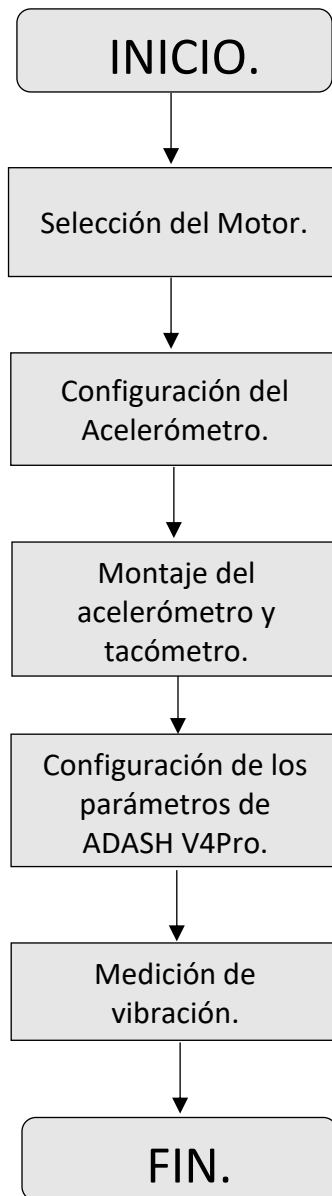 INICIO.
Selección del Motor.
Configuración del
Acelerómetro.
Montaje del
acelerómetro y
tacómetro.
Configuración de los
parámetros de
ADASH V4Pro.
Medición de
vibración.
FIN.